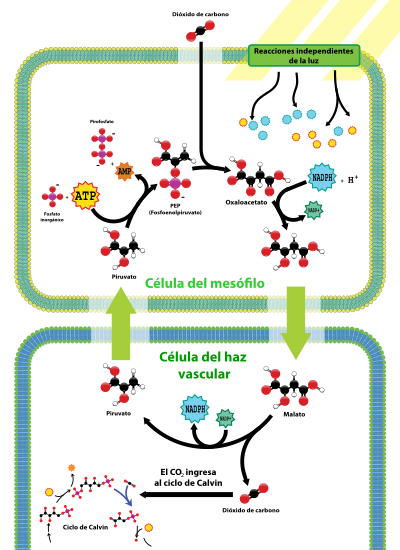 Dióxido de carbono
Reacciones independientes
de la luz
Pirofosfato
AMP
Fosfato
inorgánico
ATP
PEP
(Fosfoenolpiruvato)
Oxaloacetato
NADPH + H+
NADP+
Piruvato
Célula del mesófilo
Célula del haz
vascular
Piruvato
NADPH
NADP+
Malato
El CO₂ ingresa
al ciclo de Calvin
Dióxido de carbono
Ciclo de Calvin